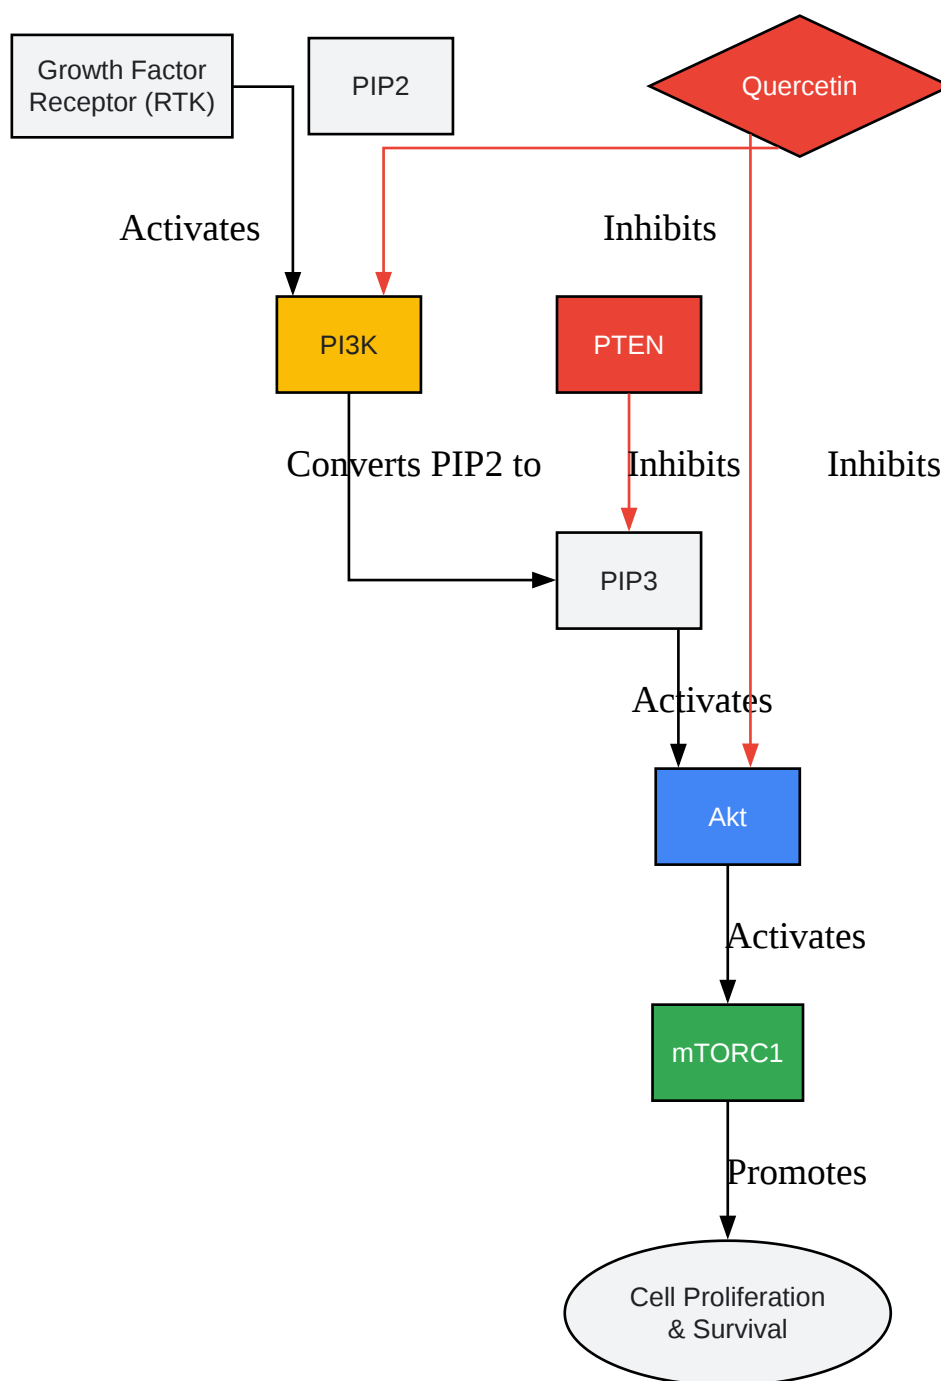 Growth Factor
Receptor (RTK)
PIP2
Quercetin
Activates
Inhibits
PI3K
PTEN
Converts PIP2 to
Inhibits
Inhibits
PIP3
Activates
Akt
Activates
mTORC1
Promotes
Cell Proliferation
& Survival